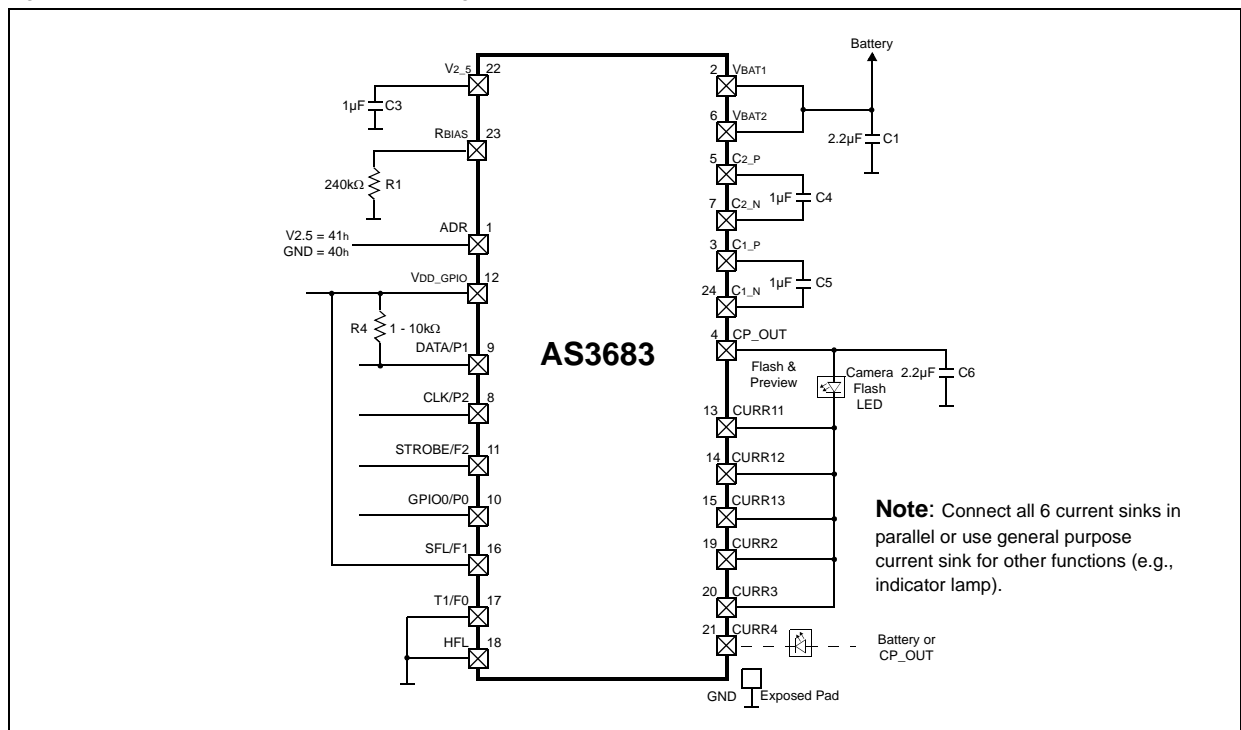 Battery
V2_5 22
1µF C3
RBIAS 23
240kΩ R1
ADR 1
V2.5 = 41h
GND = 40h
VDD_GPIO 12
R4 1 - 10kΩ
DATA/P1 9
CLK/P2 8
STROBE/F2 11
GPIO0/P0 10
SFL/F1 16
T1/F0 17
HFL 18
AS3683
2 VBAT1
6 VBAT2
2.2µF C1
5 C2_P
1µF C4
7 C2_N
3 C1_P
1µF C5
24 C1_N
4 CP_OUT
Flash &
Preview
Camera
Flash
LED
2.2µF C6
13 CURR11
14 CURR12
15 CURR13
19 CURR2
20 CURR3
21 CURR4
Battery or
CP_OUT
GND Exposed Pad
Note: Connect all 6 current sinks in
parallel or use general purpose
current sink for other functions (e.g.,
indicator lamp).